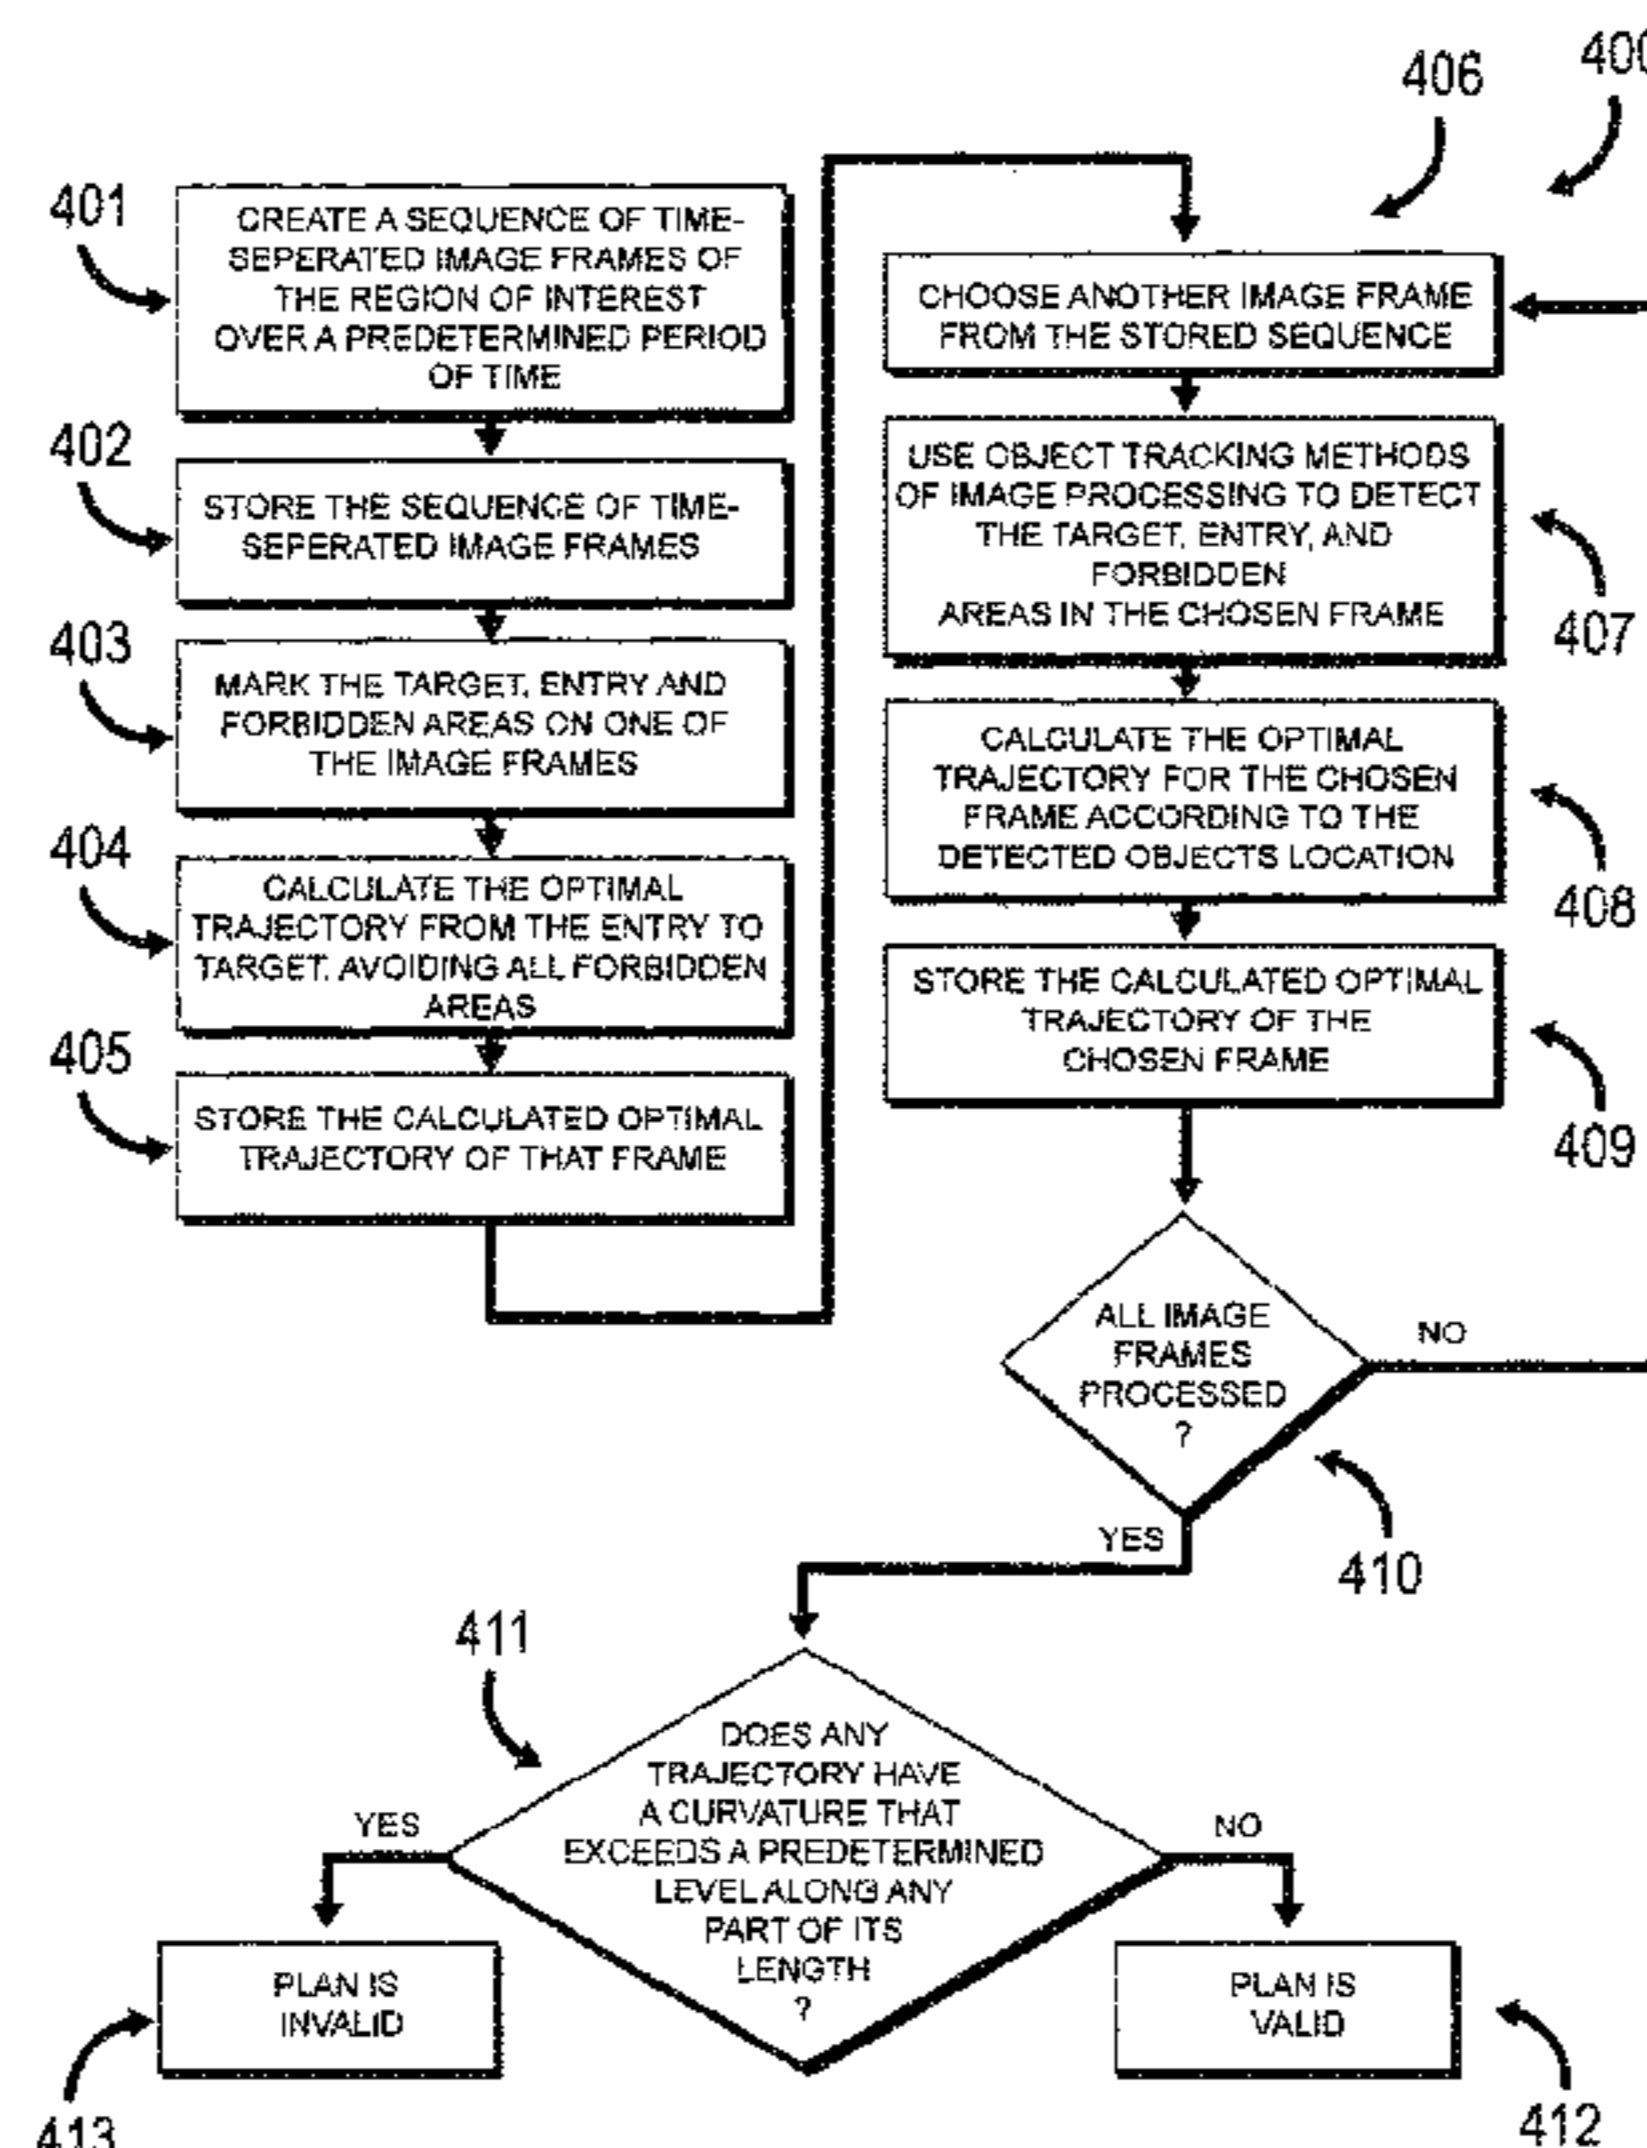 400
406
401
CREATE A SEQUENCE OF TIME-
SEPERATED IMAGE FRAMES OF
THE REGION OF INTEREST
OVER A PREDETERMINED PERIOD
OF TIME
402
STORE THE SEQUENCE OF TIME-
SEPERATED IMAGE FRAMES
403
MARK THE TARGET, ENTRY AND
FORBIDDEN AREAS ON ONE OF
THE IMAGE FRAMES
404
CALCULATE THE OPTIMAL
TRAJECTORY FROM THE ENTRY TO
TARGET, AVOIDING ALL FORBIDDEN
AREAS
405
STORE THE CALCULATED OPTIMAL
TRAJECTORY OF THAT FRAME
CHOOSE ANOTHER IMAGE FRAME
FROM THE STORED SEQUENCE
USE OBJECT TRACKING METHODS
OF IMAGE PROCESSING TO DETECT
THE TARGET, ENTRY, AND
FORBIDDEN
AREAS IN THE CHOSEN FRAME
407
CALCULATE THE OPTIMAL
TRAJECTORY FOR THE CHOSEN
FRAME ACCORDING TO THE
DETECTED OBJECTS LOCATION
408
STORE THE CALCULATED OPTIMAL
TRAJECTORY OF THE
CHOSEN FRAME
409
ALL IMAGE
FRAMES
PROCESSED
?
NO
YES
410
411
DOES ANY
TRAJECTORY HAVE
A CURVATURE THAT
EXCEEDS A PREDETERMINED
LEVEL ALONG ANY
PART OF ITS
LENGTH
?
YES
NO
PLAN IS
INVALID
PLAN IS
VALID
413
412